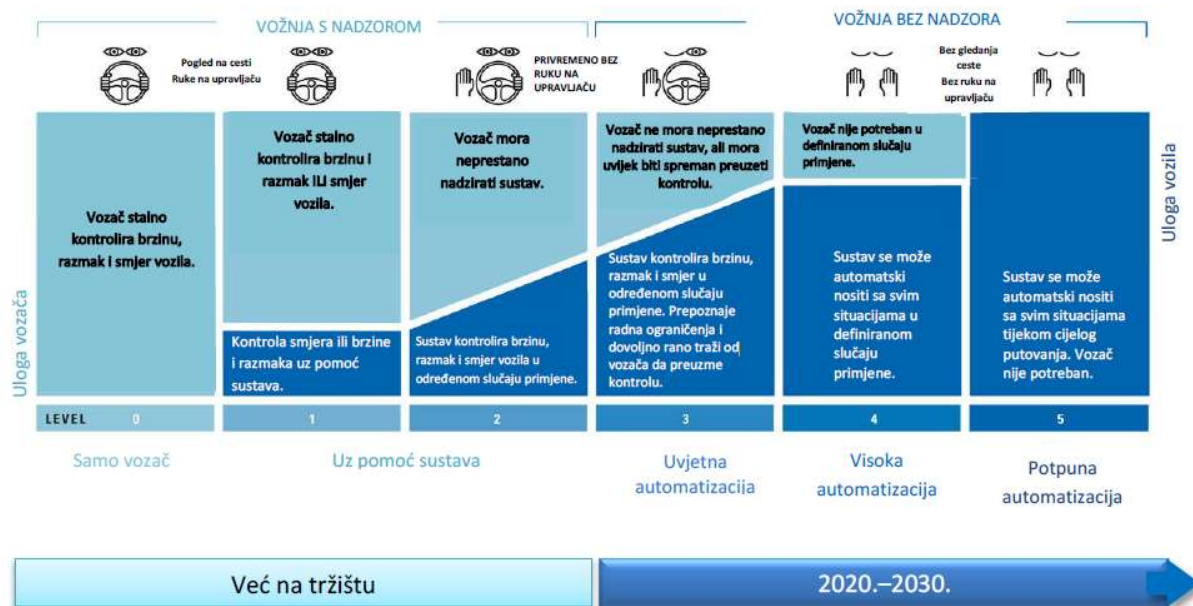 VOŽNJA S NADZOROM
VOŽNJA BEZ NADZORA
Pogled na cesti
Ruke na upravljaču
PRIVREMENO BEZ
RUKU NA
UPRAVLJAČU
Bez gledanja
ceste
Bez ruku na
upravljaču
Uloga vozača
Vozač stalno
kontrolira brzinu,
razmak i smjer vozila.
Vozač stalno
kontrolira brzinu i
razmak ILI smjer
vozila.
Kontrola smjera ili brzine
i razmaka uz pomoć
sustava.
Vozač mora
neprestano
nadzirati sustav.
Sustav kontrolira brzinu,
razmak i smjer vozila u
određenom slučaju primjene.
Vozač ne mora neprestano
nadzirati sustav, ali mora
uvijek biti spreman preuzeti
kontrolu.
Sustav kontrolira brzinu,
razmak i smjer u
određenom slučaju
primjene. Prepoznaje
radna ograničenja i
dovoljno rano traži od
vozača da preuzme
kontrolu.
Vozač nije potreban u
definiranom slučaju
primjene.
Sustav se može
automatski
nositi sa svim
situacijama u
definiranom
slučaju
primjene.
Sustav se može
automatski nositi
sa svim situacijama
tijekom cijelog
putovanja. Vozač
nije potreban.
Uloga vozila
LEVEL 0 1 2 3 4 5
Samo vozač
Uz pomoć sustava
Uvjetna
automatizacija
Visoka
automatizacija
Potpuna
automatizacija
Već na tržištu
2020.–2030.